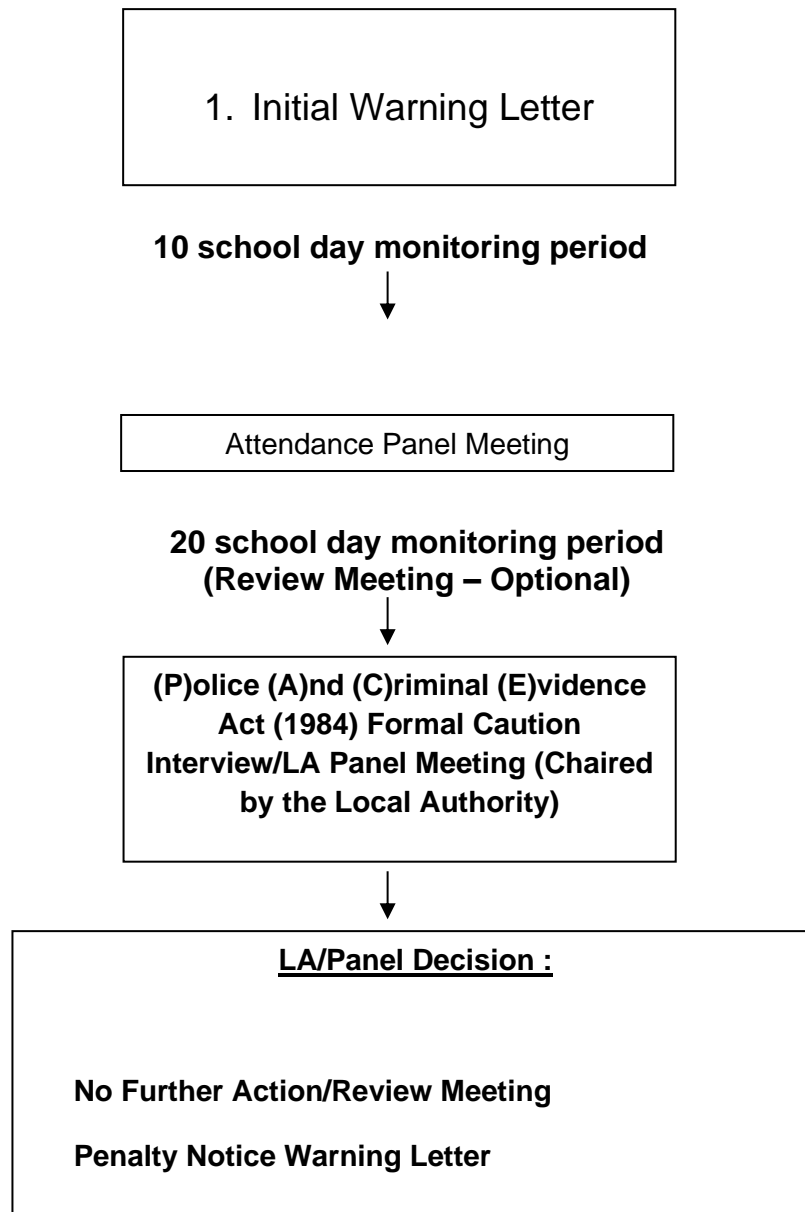 1. Initial Warning Letter
10 school day monitoring period
Attendance Panel Meeting
20 school day monitoring period
(Review Meeting – Optional)
(P)olice (A)nd (C)riminal (E)vidence
Act (1984) Formal Caution
Interview/LA Panel Meeting (Chaired
by the Local Authority)
LA/Panel Decision :
No Further Action/Review Meeting
Penalty Notice Warning Letter